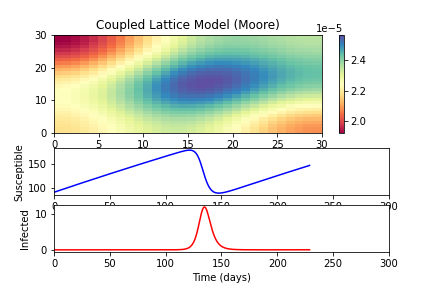 Coupled Lattice Model (Moore)
1e−5
30
20
10
0
0 5 10 15 20 25 30
2.4
2.2
2.0
Susceptible
150
100
0 50 100 150 200 250 300
Infected
10
0
0 50 100 150 200 250 300
Time (days)